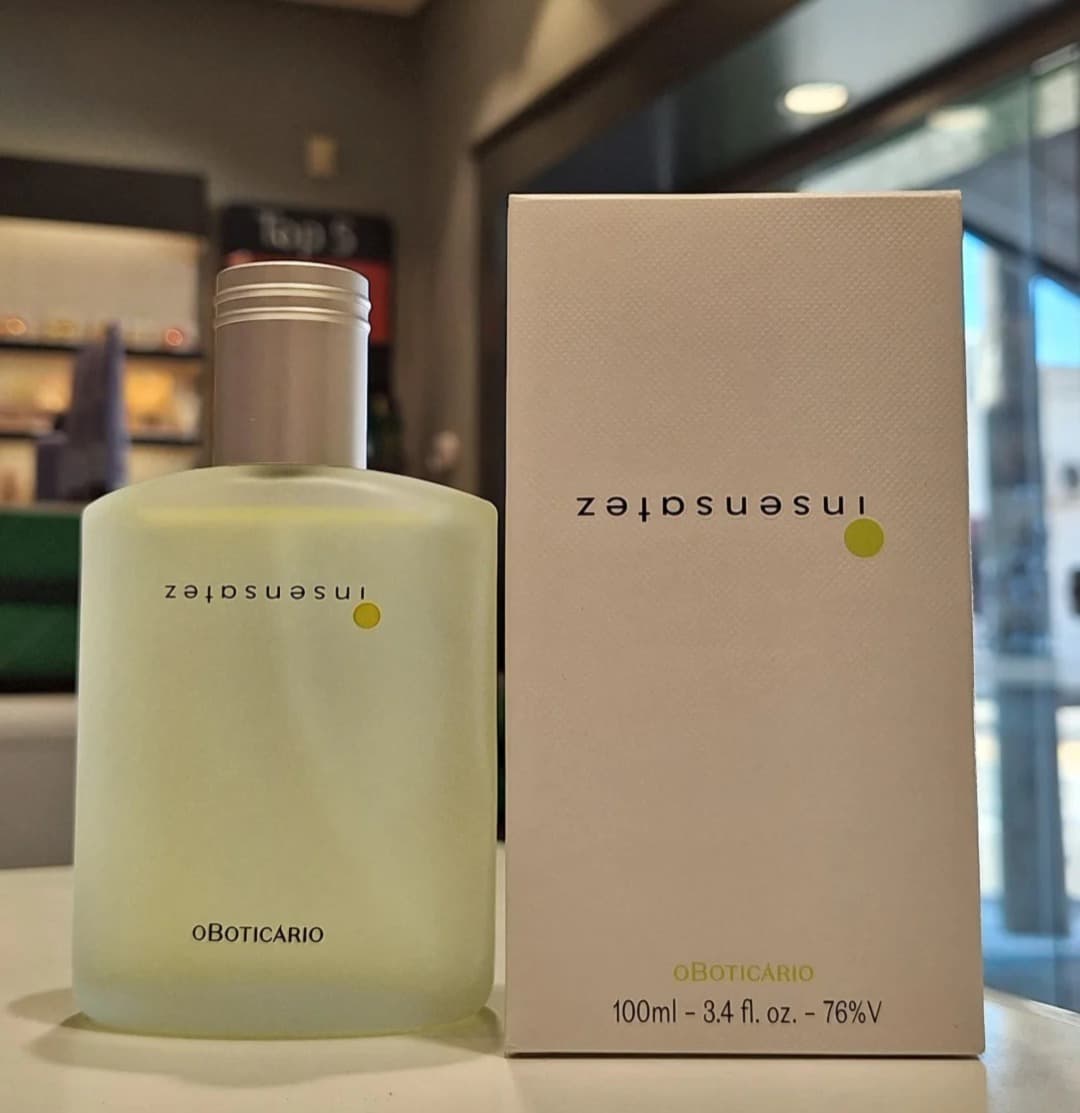 Top 5
insensatez
oBOTICÁRIO
insensatez
oBOTICÁRIO
100ml - 3.4 fl. oz. - 76%V